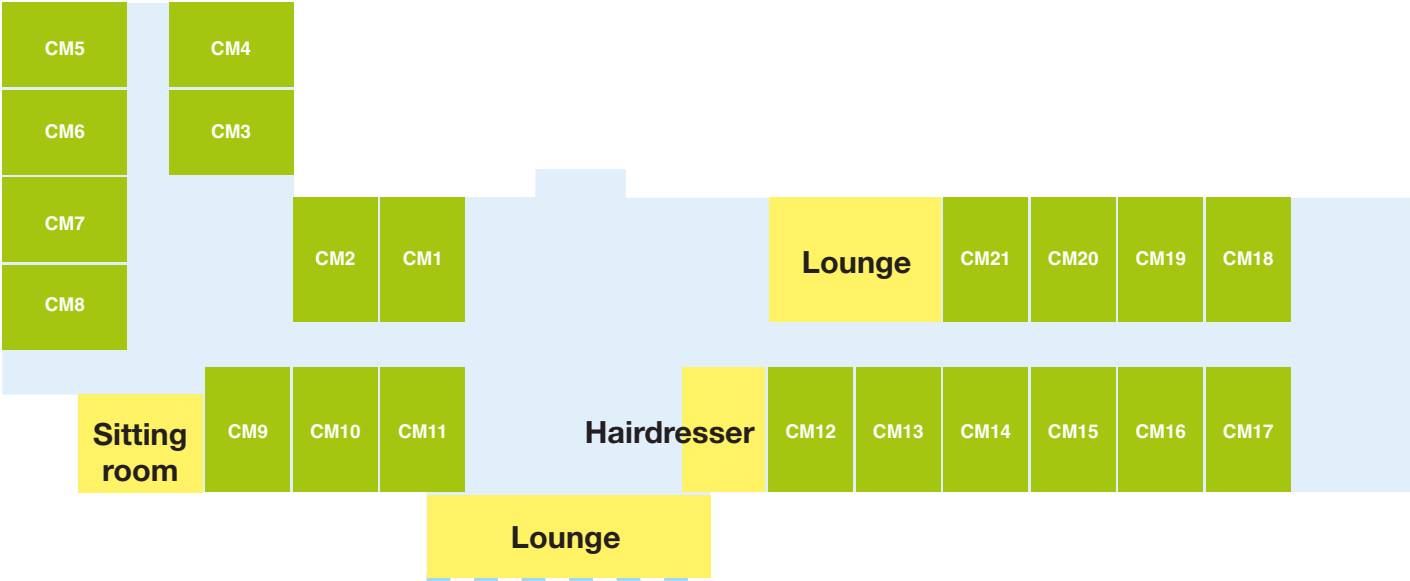 CM5
CM4
CM6
CM3
CM7
CM8
CM2
CM1
Lounge
CM21
CM20
CM19
CM18
Sitting
room
CM9
CM10
CM11
Hairdresser
CM12
CM13
CM14
CM15
CM16
CM17
Lounge